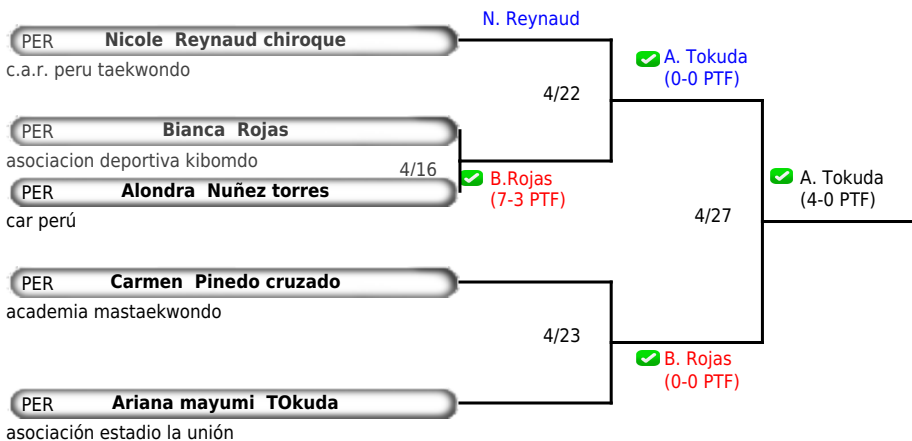 N. Reynaud
PER Nicole Reynaud chiroque
c.a.r. peru taekwondo
A. Tokuda
(0-0 PTF)
4/22
PER Bianca Rojas
asociacion deportiva kibomdo
4/16
B.Rojas
(7-3 PTF)
PER Alondra Nuñez torres
car perú
A. Tokuda
(4-0 PTF)
4/27
PER Carmen Pinedo cruzado
academia mastaekwondo
4/23
B. Rojas
(0-0 PTF)
PER Ariana mayumi TOkuda
asociación estadio la unión